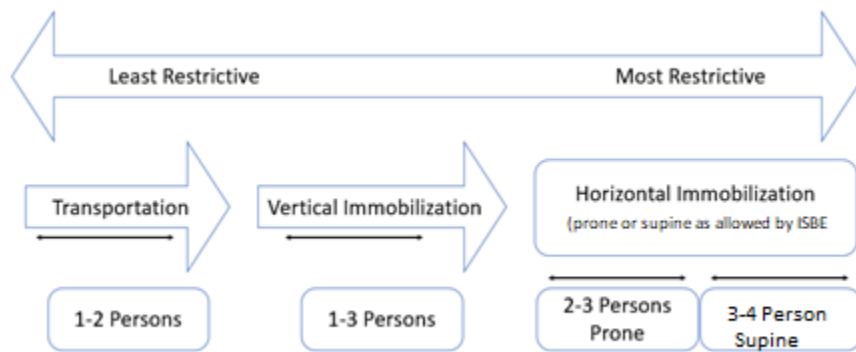 Least Restrictive
Most Restrictive
Transportation
Vertical Immobilization
Horizontal Immobilization
(prone or supine as allowed by ISBE
1-2 Persons
1-3 Persons
2-3 Persons
Prone
3-4 Person
Supine